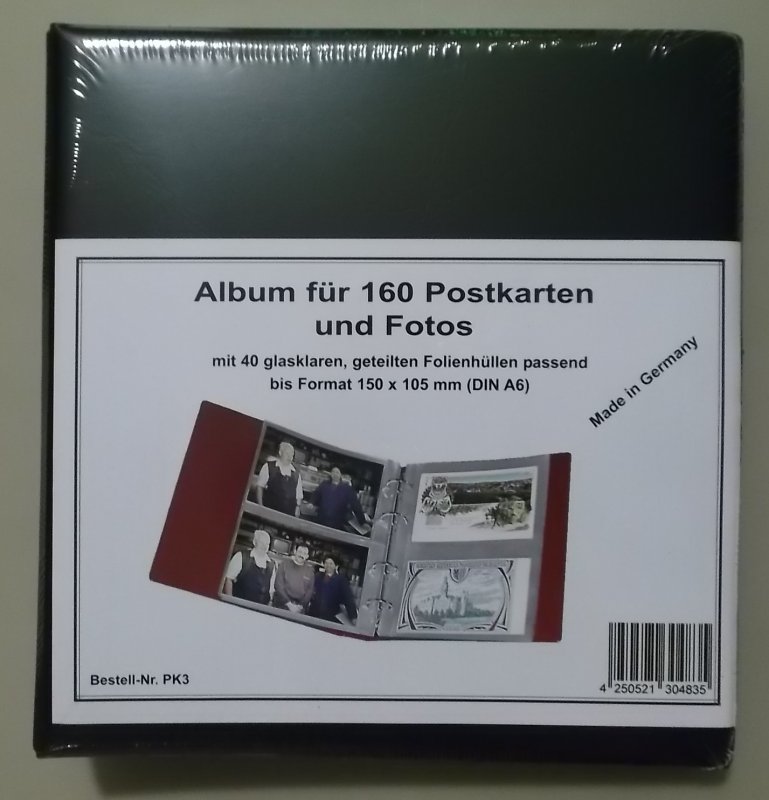 Album für 160 Postkarten
und Fotos
mit 40 glasklaren, geteilten Folienhüllen passend
bis Format 150 x 105 mm (DIN A6)
Made in Germany
Bestell-Nr. PK3
4 250521 304835